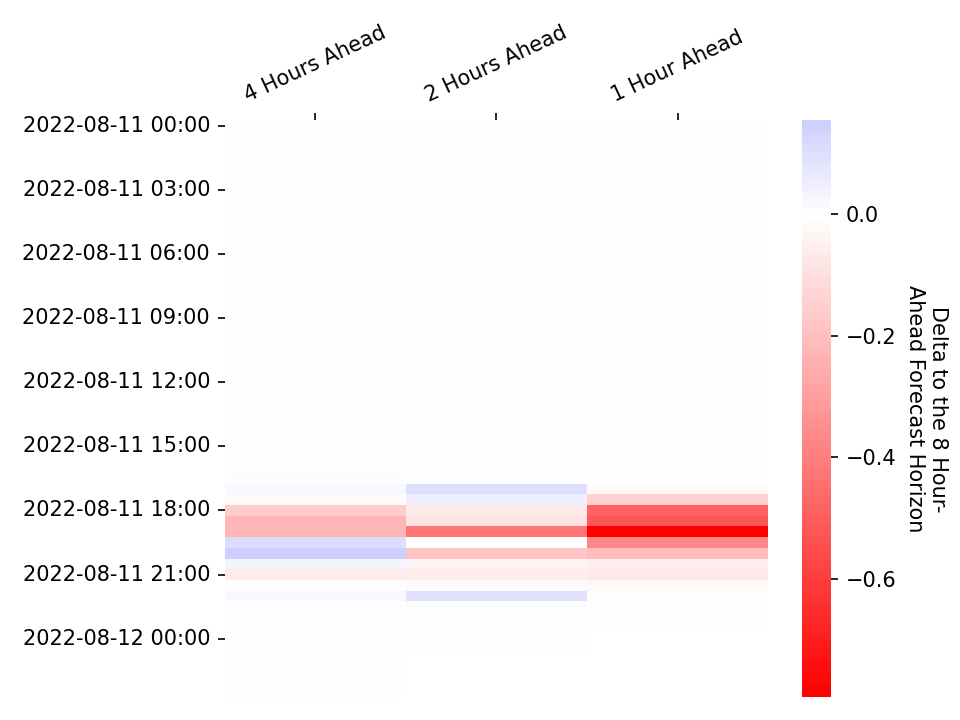 4 Hours Ahead
2 Hours Ahead
1 Hour Ahead
2022-08-11 00:00
2022-08-11 03:00
2022-08-11 06:00
2022-08-11 09:00
2022-08-11 12:00
2022-08-11 15:00
2022-08-11 18:00
2022-08-11 21:00
2022-08-12 00:00
0.0
−0.2
−0.4
−0.6
Delta to the 8 Hour-
Ahead Forecast Horizon